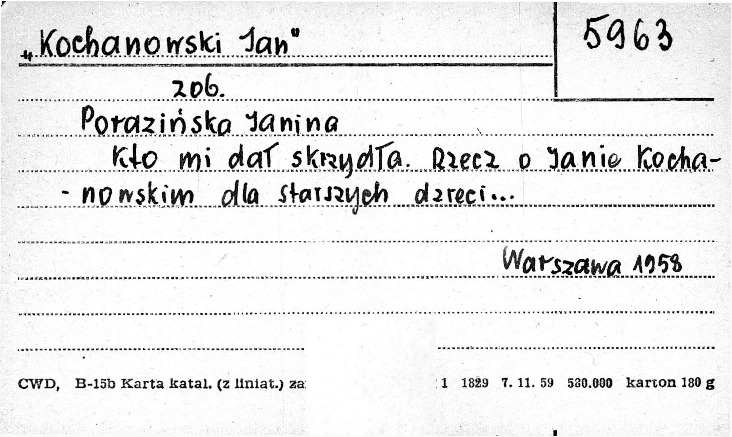 „Kochanowski Jan" 5963
zob.
Porazińska Janina
Kto mi dał skrzydła. Rzecz o Janie Kocha-
- nowskim dla starszych dzieci...
Warszawa 1958
CWD, B-15b Karta katal. (z liniat.) za 1 1829 7. 11. 59 530.000 karton 180 g